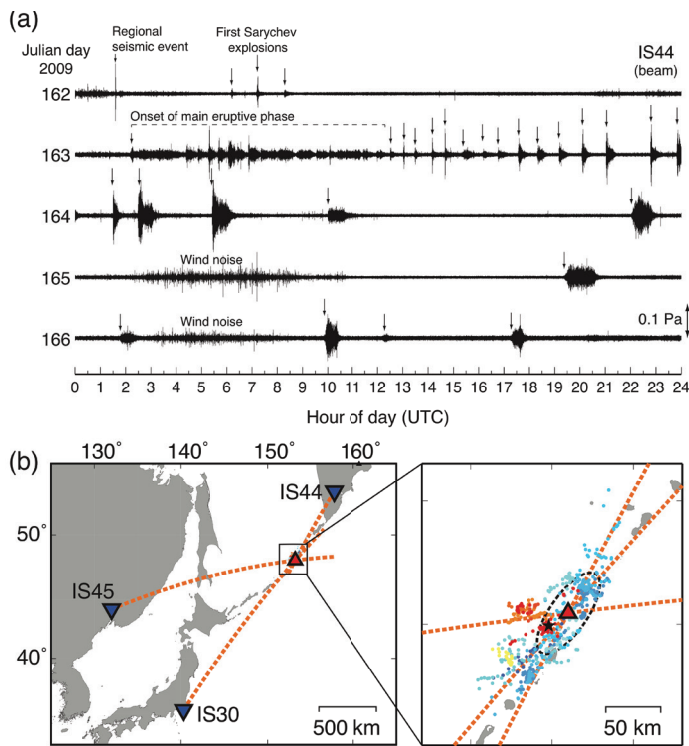 (a)
Julian day
2009
Regional
seismic event
First Sarychev
explosions
IS44
(beam)
162
Onset of main eruptive phase
163
164
Wind noise
165
Wind noise
0.1 Pa
166
0 1 2 3 4 5 6 7 8 9 10 11 12 13 14 15 16 17 18 19 20 21 22 23 24
Hour of day (UTC)
(b)
130° 140° 150° 160°
50°
40°
IS44
IS45
IS30
500 km
50 km